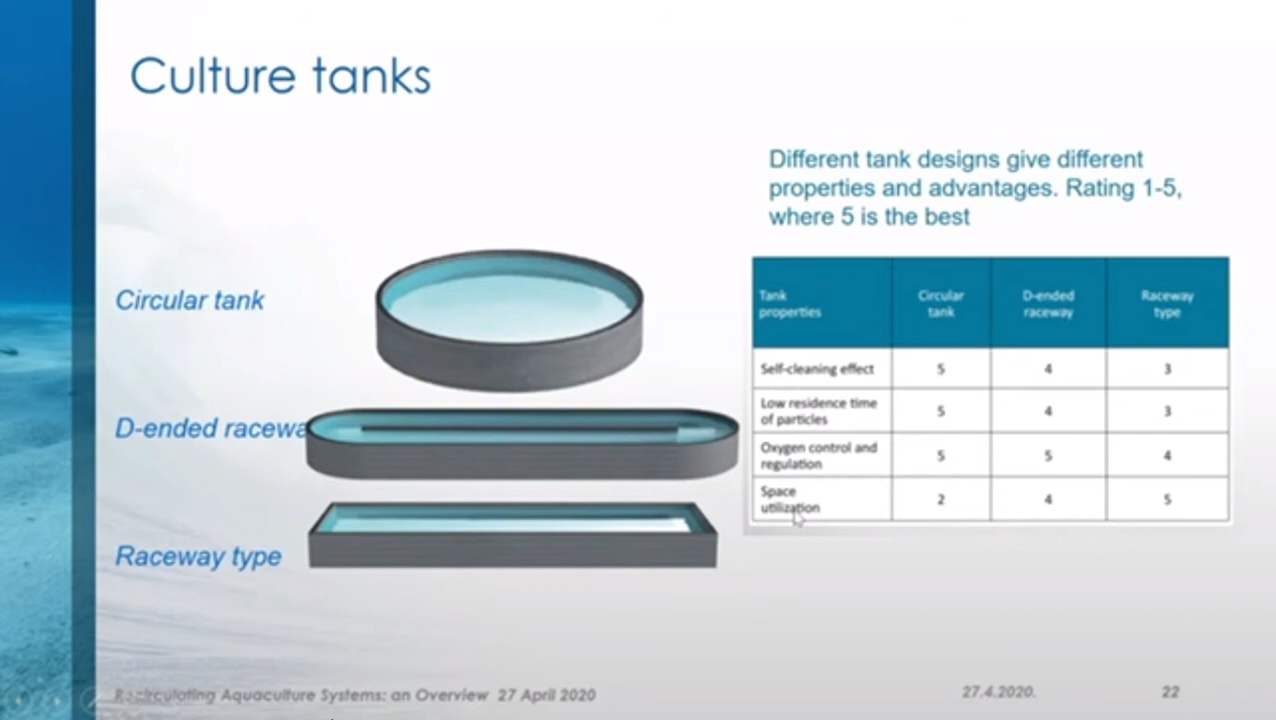 Culture tanks
Different tank designs give different
properties and advantages. Rating 1-5,
where 5 is the best
Circular tank
D-ended racewa
Raceway type
Tank properties Circular tank D-ended raceway Raceway type
Self-cleaning effect 5 4 3
Low residence time of particles 5 4 3
Oxygen control and regulation 5 5 4
Space utilization 2 4 5
Recirculating Aquaculture Systems: an Overview 27 April 2020
27.4.2020.
22